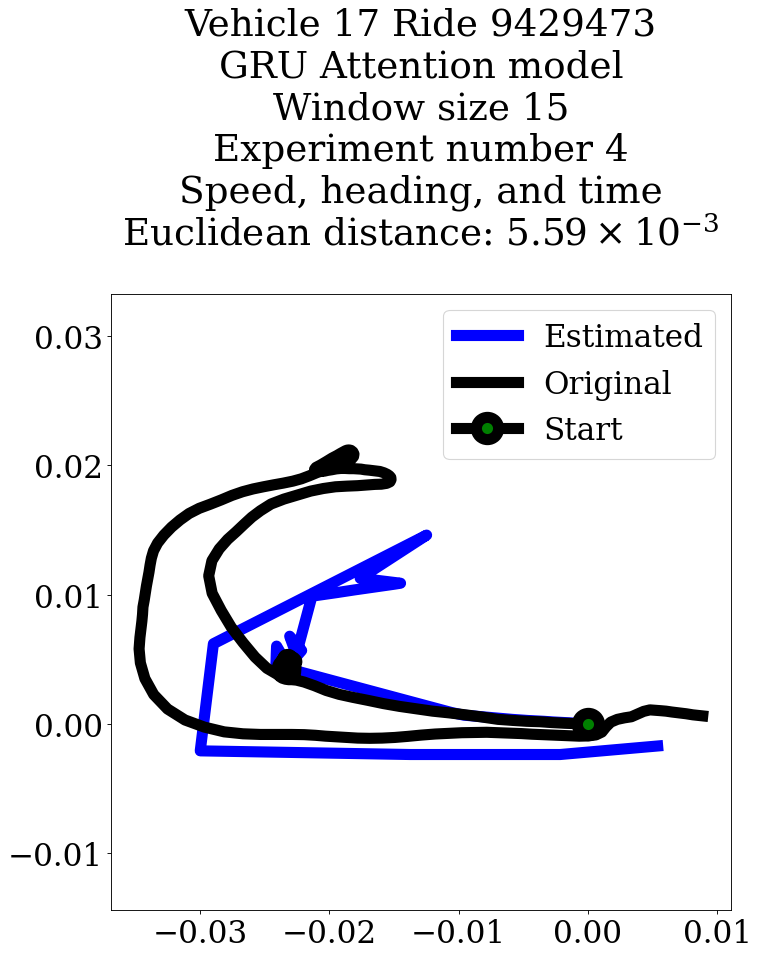 Vehicle 17 Ride 9429473
GRU Attention model
Window size 15
Experiment number 4
Speed, heading, and time
Euclidean distance: 5.59 × 10⁻³
Estimated
Original
Start
0.03
0.02
0.01
0.00
−0.01
−0.03 −0.02 −0.01 0.00 0.01